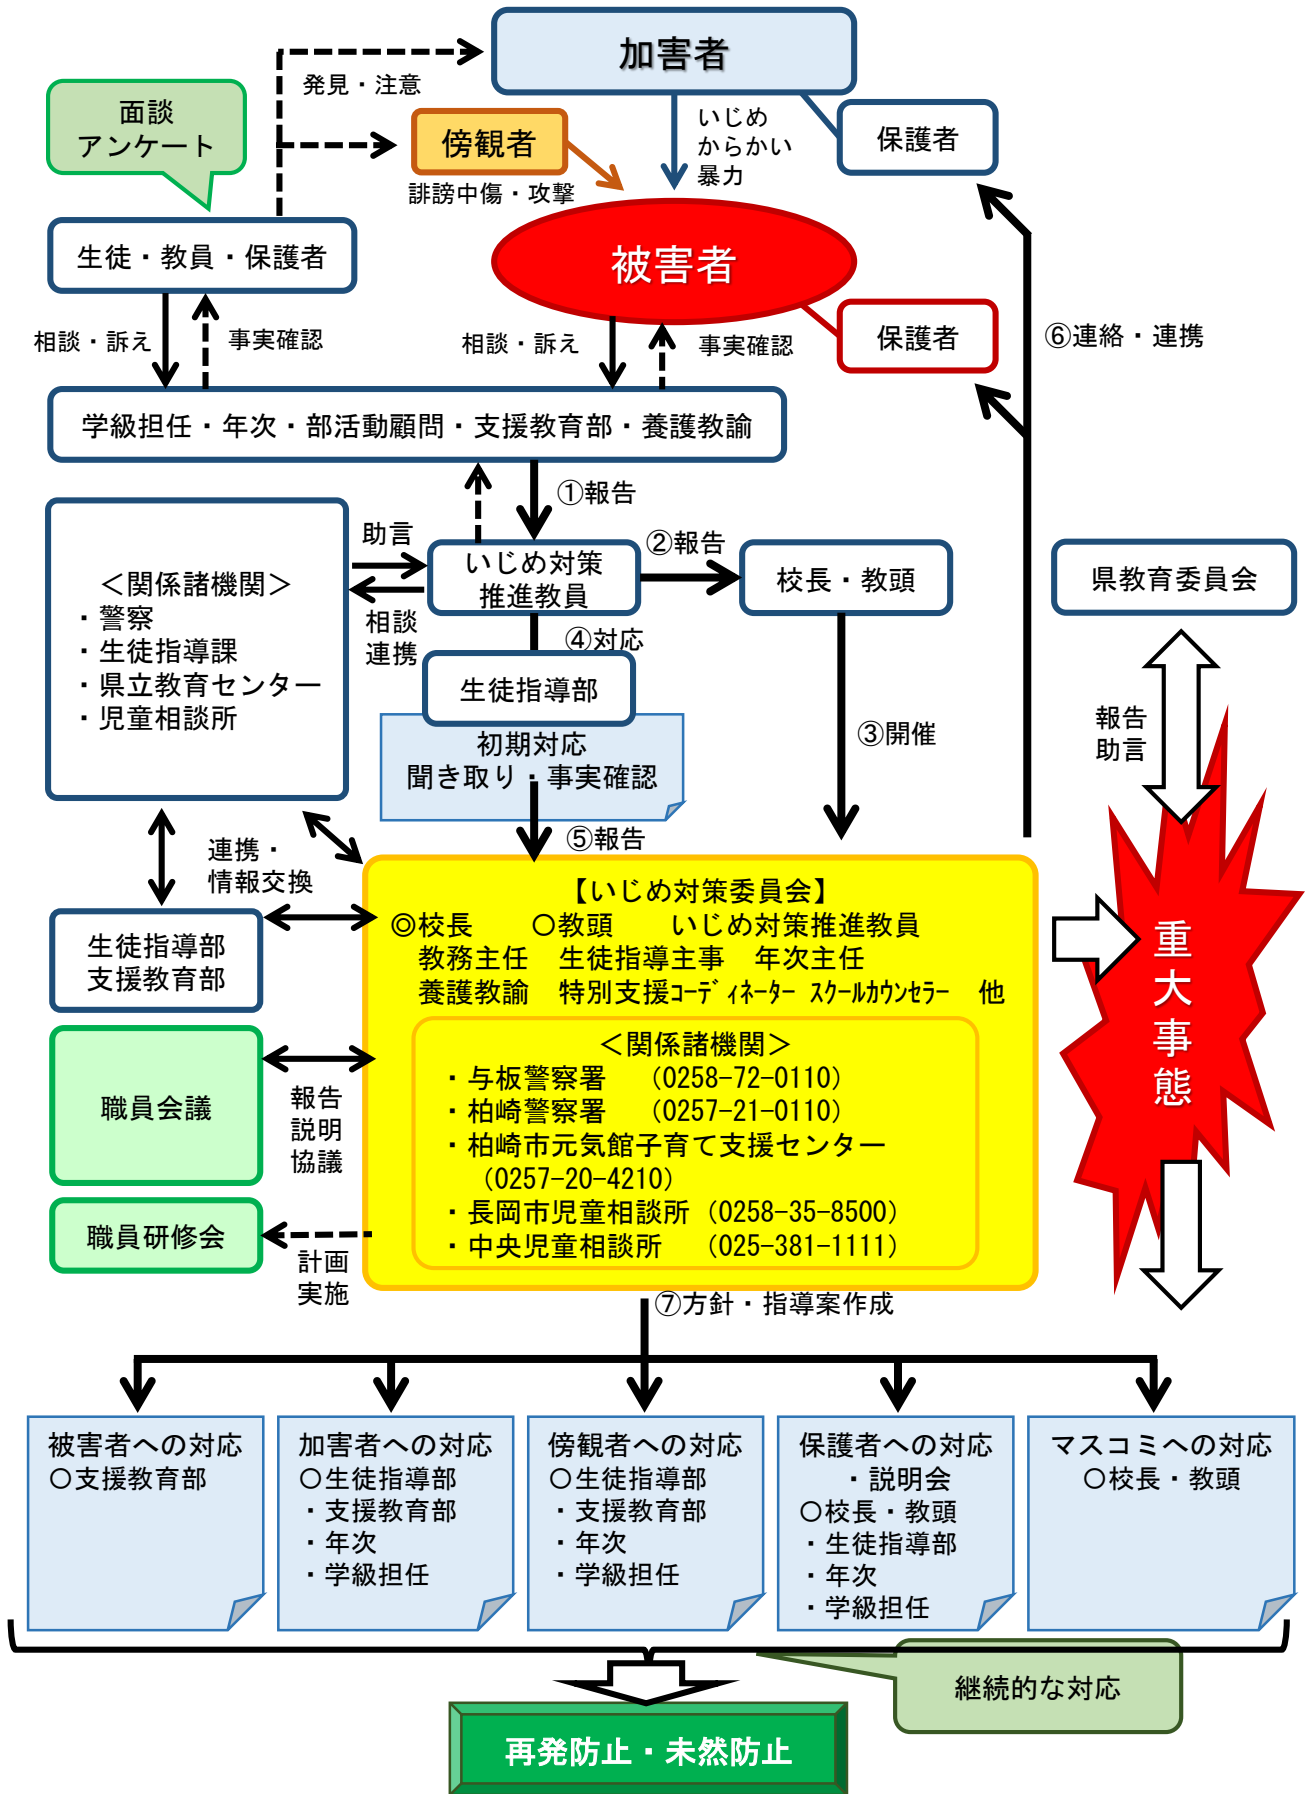 加害者
発見・注意
面談
アンケート
傍観者
いじめ
からかい
暴力
保護者
誹謗中傷・攻撃
生徒・教員・保護者
被害者
保護者
相談・訴え
事実確認
相談・訴え
事実確認
⑥連絡・連携
学級担任・年次・部活動顧問・支援教育部・養護教諭
①報告
＜関係諸機関＞
・警察
・生徒指導課
・県立教育センター
・児童相談所
助言
相談
連携
いじめ対策
推進教員
②報告
校長・教頭
県教育委員会
④対応
生徒指導部
初期対応
聞き取り・事実確認
③開催
報告
助言
⑤報告
連携・
情報交換
生徒指導部
支援教育部
【いじめ対策委員会】
◎校長　　○教頭　　いじめ対策推進教員
教務主任　生徒指導主事　年次主任
養護教諭　特別支援ｺｰﾃﾞｨﾈｰﾀｰ ｽｸｰﾙｶｳﾝｾﾗｰ　他
＜関係諸機関＞
・与板警察署　（0258-72-0110）
・柏崎警察署　（0257-21-0110）
・柏崎市元気館子育て支援センター
（0257-20-4210）
・長岡市児童相談所（0258-35-8500）
・中央児童相談所　（025-381-1111）
重
大
事
態
職員会議
報告
説明
協議
職員研修会
計画
実施
⑦方針・指導案作成
被害者への対応
○支援教育部
加害者への対応
○生徒指導部
・支援教育部
・年次
・学級担任
傍観者への対応
○生徒指導部
・支援教育部
・年次
・学級担任
保護者への対応
・説明会
○校長・教頭
・生徒指導部
・年次
・学級担任
マスコミへの対応
○校長・教頭
継続的な対応
再発防止・未然防止